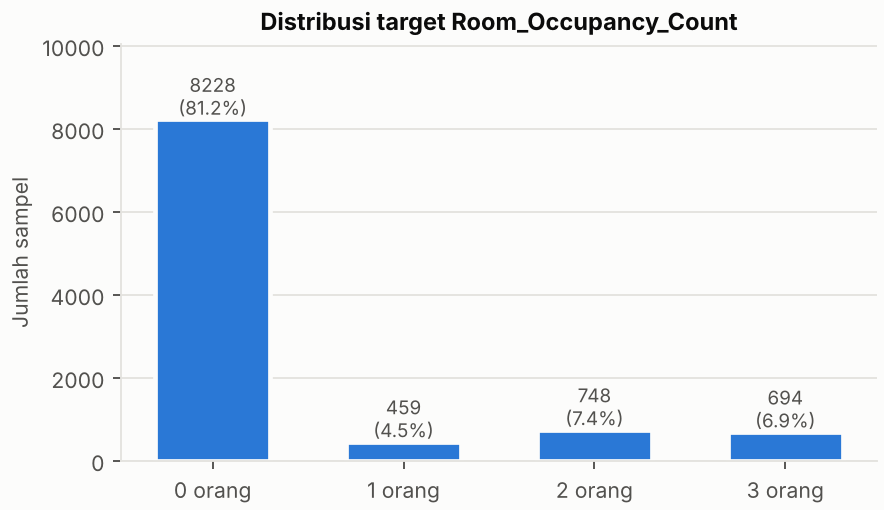 Distribusi target Room_Occupancy_Count
Jumlah sampel
10000
8000
6000
4000
2000
0
8228
(81.2%)
459
(4.5%)
748
(7.4%)
694
(6.9%)
0 orang
1 orang
2 orang
3 orang